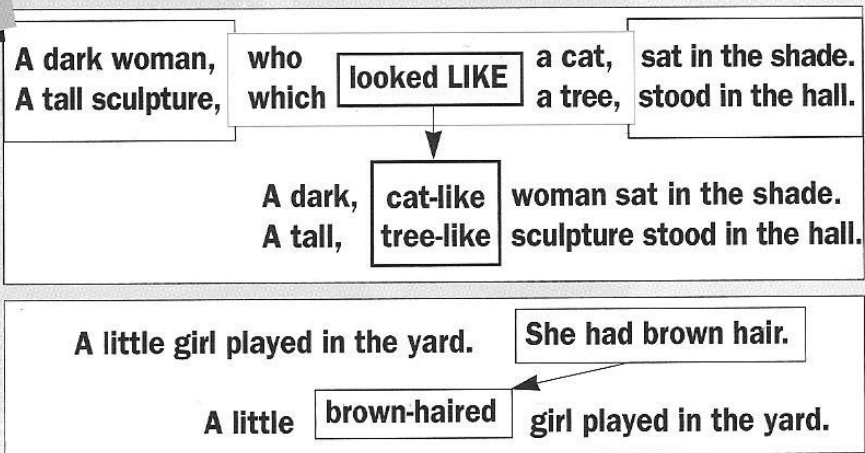 A dark woman, who looked LIKE a cat, sat in the shade.
A tall sculpture, which a tree, stood in the hall.
A dark, cat-like woman sat in the shade.
A tall, tree-like sculpture stood in the hall.
A little girl played in the yard. She had brown hair.
A little brown-haired girl played in the yard.